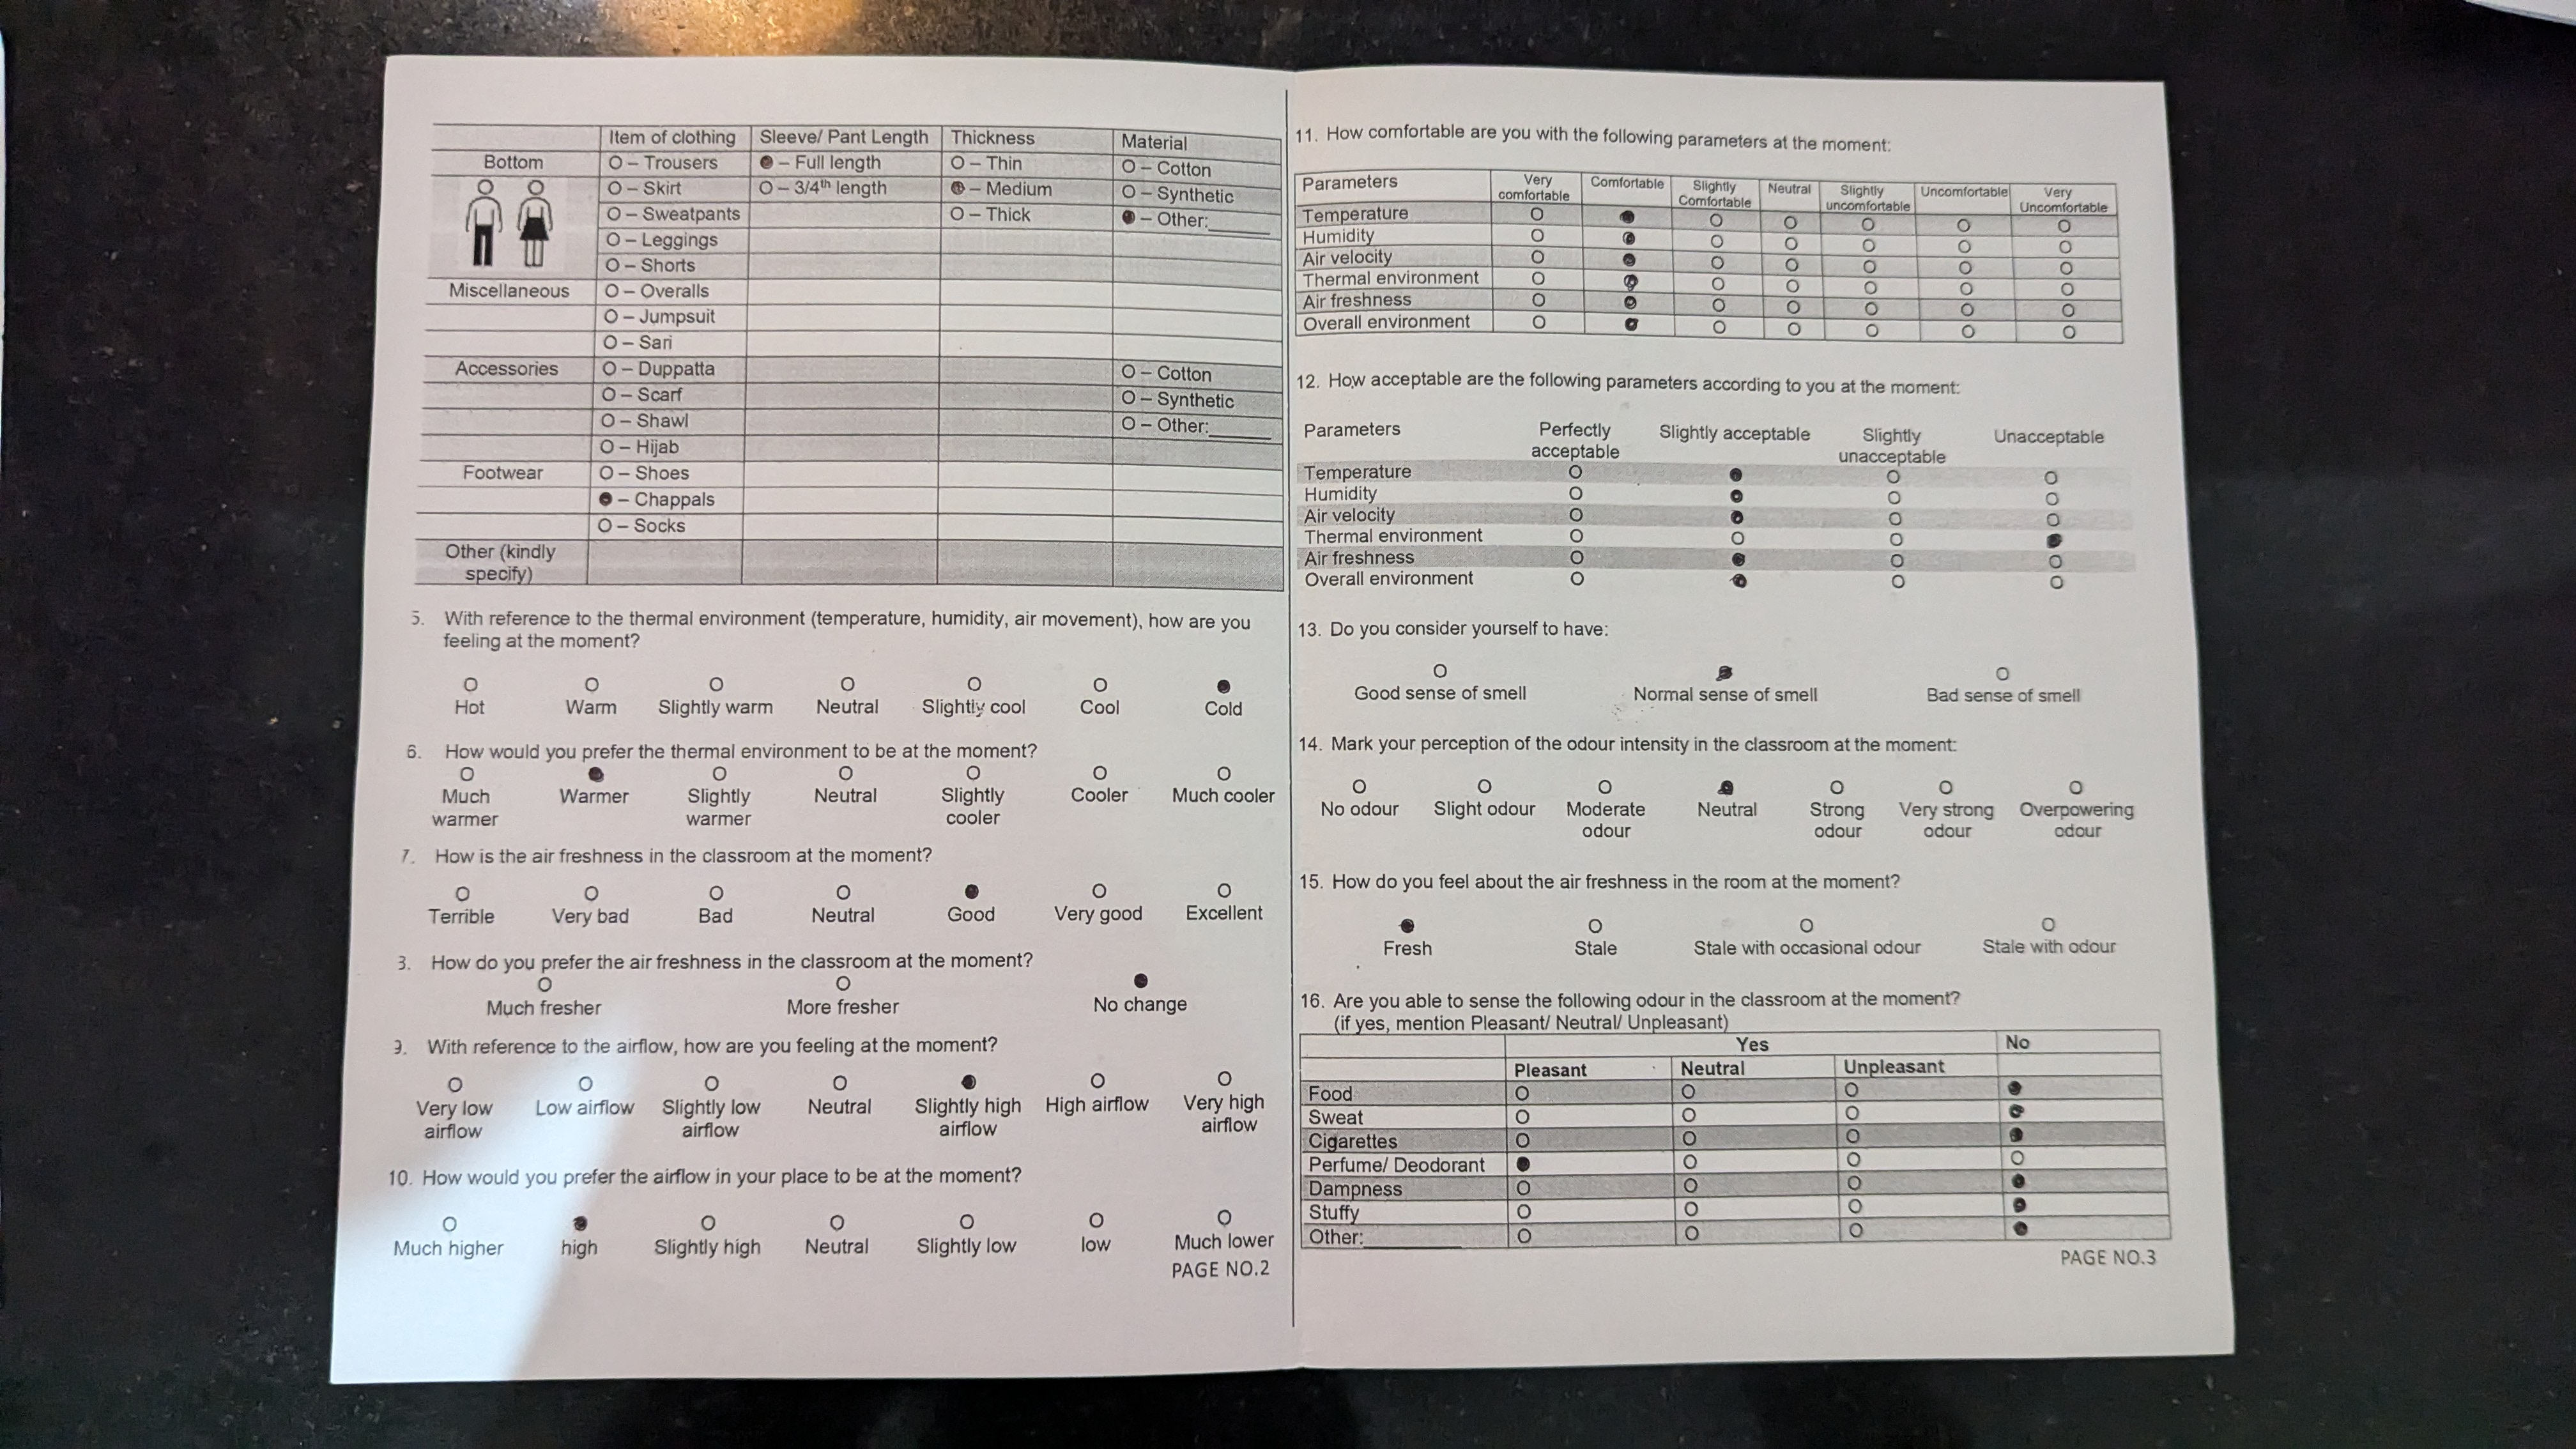 Item of clothing Sleeve/ Pant Length Thickness Material
Bottom O – Trousers ● – Full length O – Thin O – Cotton
O – Skirt O – 3/4th length ● – Medium O – Synthetic
O – Sweatpants O – Thick ● – Other:______
O – Leggings
O – Shorts
Miscellaneous O – Overalls
O – Jumpsuit
O – Sari
Accessories O – Duppatta O – Cotton
O – Scarf O – Synthetic
O – Shawl O – Other:______
O – Hijab
Footwear O – Shoes
● – Chappals
O – Socks
Other (kindly
specify)
5. With reference to the thermal environment (temperature, humidity, air movement), how are you
feeling at the moment?
O O O O O O ●
Hot Warm Slightly warm Neutral Slightly cool Cool Cold
6. How would you prefer the thermal environment to be at the moment?
O ● O O O O O
Much Warmer Slightly Neutral Slightly Cooler Much cooler
warmer warmer cooler
7. How is the air freshness in the classroom at the moment?
O O O O ● O O
Terrible Very bad Bad Neutral Good Very good Excellent
3. How do you prefer the air freshness in the classroom at the moment?
O O ●
Much fresher More fresher No change
9. With reference to the airflow, how are you feeling at the moment?
O O O O ● O O
Very low Low airflow Slightly low Neutral Slightly high High airflow Very high
airflow airflow airflow airflow
10. How would you prefer the airflow in your place to be at the moment?
O ● O O O O O
Much higher high Slightly high Neutral Slightly low low Much lower
PAGE NO.2
11. How comfortable are you with the following parameters at the moment:
Parameters Very Comfortable Slightly Neutral Slightly Uncomfortable Very
comfortable Comfortable uncomfortable Uncomfortable
Temperature O ● O O O O O
Humidity O ● O O O O O
Air velocity O ● O O O O O
Thermal environment O ● O O O O O
Air freshness O ● O O O O O
Overall environment O ● O O O O O
12. How acceptable are the following parameters according to you at the moment:
Parameters Perfectly Slightly acceptable Slightly Unacceptable
acceptable unacceptable
Temperature O ● O O
Humidity O ● O O
Air velocity O ● O O
Thermal environment O O O ●
Air freshness O ● O O
Overall environment O ● O O
13. Do you consider yourself to have:
O ● O
Good sense of smell Normal sense of smell Bad sense of smell
14. Mark your perception of the odour intensity in the classroom at the moment:
O O O ● O O O
No odour Slight odour Moderate Neutral Strong Very strong Overpowering
odour odour odour odour
15. How do you feel about the air freshness in the room at the moment?
● O O O
Fresh Stale Stale with occasional odour Stale with odour
16. Are you able to sense the following odour in the classroom at the moment?
(if yes, mention Pleasant/ Neutral/ Unpleasant)
Yes No
Pleasant Neutral Unpleasant
Food O O O ●
Sweat O O O ●
Cigarettes O O O ●
Perfume/ Deodorant ● O O O
Dampness O O O ●
Stuffy O O O ●
Other:_________ O O O ●
PAGE NO.3